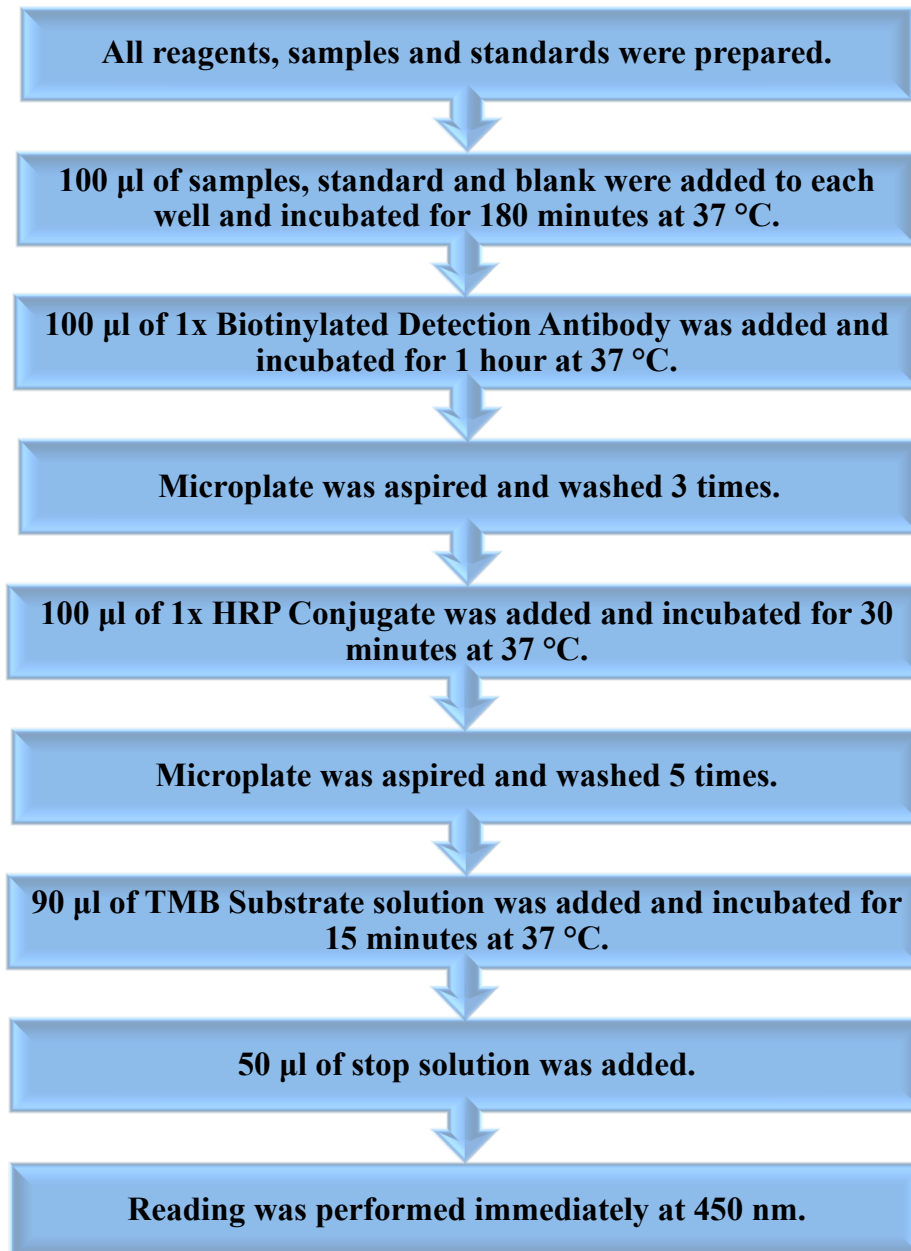 All reagents, samples and standards were prepared.
100 µl of samples, standard and blank were added to each
well and incubated for 180 minutes at 37 °C.
100 µl of 1x Biotinylated Detection Antibody was added and
incubated for 1 hour at 37 °C.
Microplate was aspired and washed 3 times.
100 µl of 1x HRP Conjugate was added and incubated for 30
minutes at 37 °C.
Microplate was aspired and washed 5 times.
90 µl of TMB Substrate solution was added and incubated for
15 minutes at 37 °C.
50 µl of stop solution was added.
Reading was performed immediately at 450 nm.